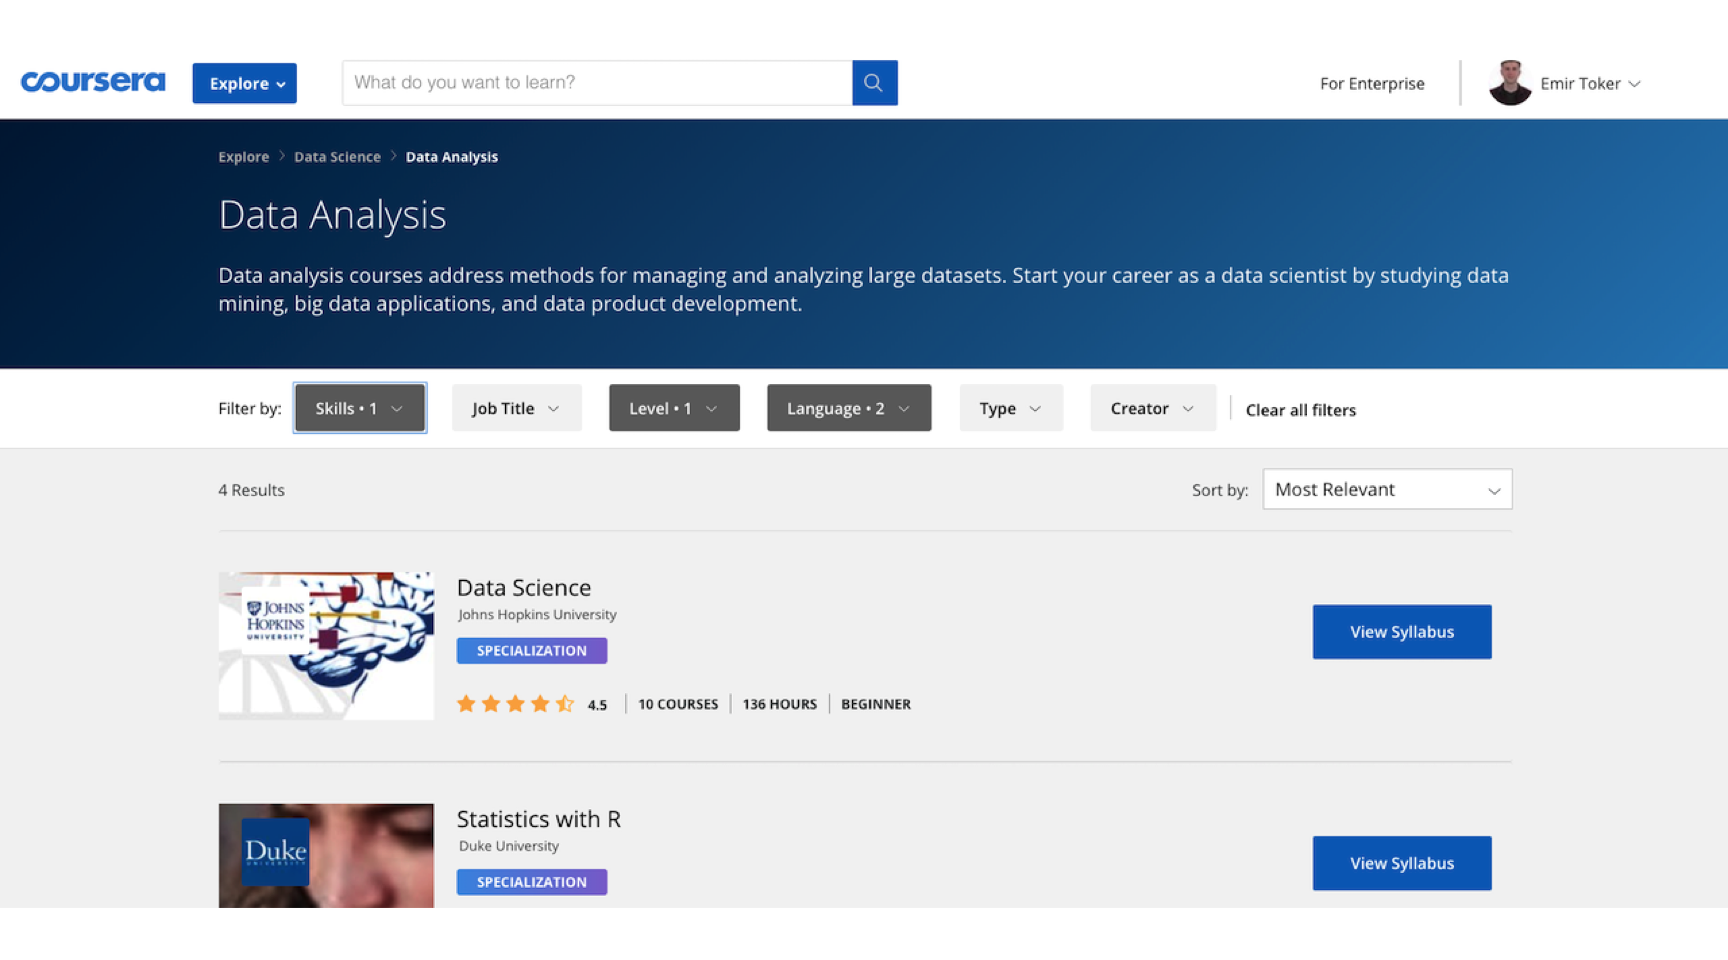 coursera
Explore
What do you want to learn?
For Enterprise
Emir Toker
Explore > Data Science > Data Analysis
Data Analysis
Data analysis courses address methods for managing and analyzing large datasets. Start your career as a data scientist by studying data
mining, big data applications, and data product development.
Filter by: Skills • 1 Job Title Level • 1 Language • 2 Type Creator Clear all filters
4 Results
Sort by: Most Relevant
JOHNS
HOPKINS
UNIVERSITY
Data Science
Johns Hopkins University
SPECIALIZATION
4.5 | 10 COURSES | 136 HOURS | BEGINNER
View Syllabus
Duke
UNIVERSITY
Statistics with R
Duke University
SPECIALIZATION
View Syllabus